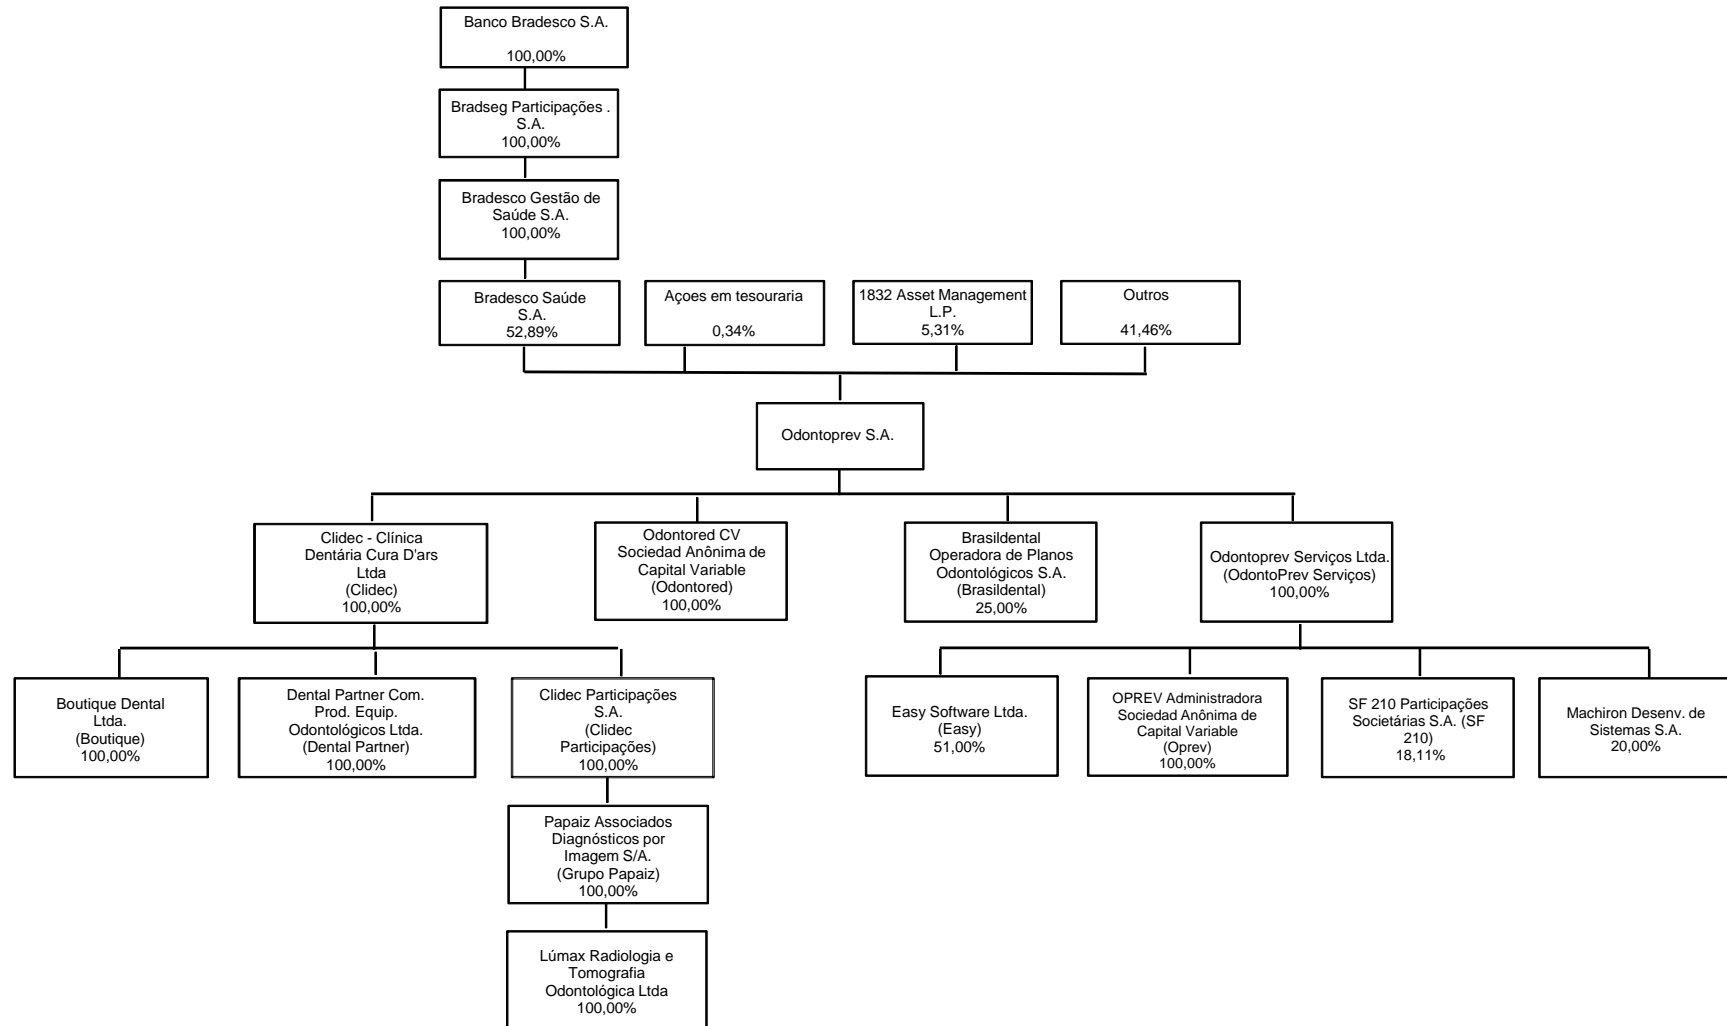 Banco Bradesco S.A.
100,00%
Bradseg Participações .
S.A.
100,00%
Bradesco Gestão de
Saúde S.A.
100,00%
Bradesco Saúde
S.A.
52,89%
Açoes em tesouraria
0,34%
1832 Asset Management
L.P.
5,31%
Outros
41,46%
Odontoprev S.A.
Clidec - Clínica
Dentária Cura D'ars
Ltda
(Clidec)
100,00%
Odontored CV
Sociedad Anônima de
Capital Variable
(Odontored)
100,00%
Brasildental
Operadora de Planos
Odontológicos S.A.
(Brasildental)
25,00%
Odontoprev Serviços Ltda.
(OdontoPrev Serviços)
100,00%
Boutique Dental
Ltda.
(Boutique)
100,00%
Dental Partner Com.
Prod. Equip.
Odontológicos Ltda.
(Dental Partner)
100,00%
Clidec Participações
S.A.
(Clidec
Participações)
100,00%
Easy Software Ltda.
(Easy)
51,00%
OPREV Administradora
Sociedad Anônima de
Capital Variable
(Oprev)
100,00%
SF 210 Participações
Societárias S.A. (SF
210)
18,11%
Machiron Desenv. de
Sistemas S.A.
20,00%
Papaiz Associados
Diagnósticos por
Imagem S/A.
(Grupo Papaiz)
100,00%
Lúmax Radiologia e
Tomografia
Odontológica Ltda
100,00%